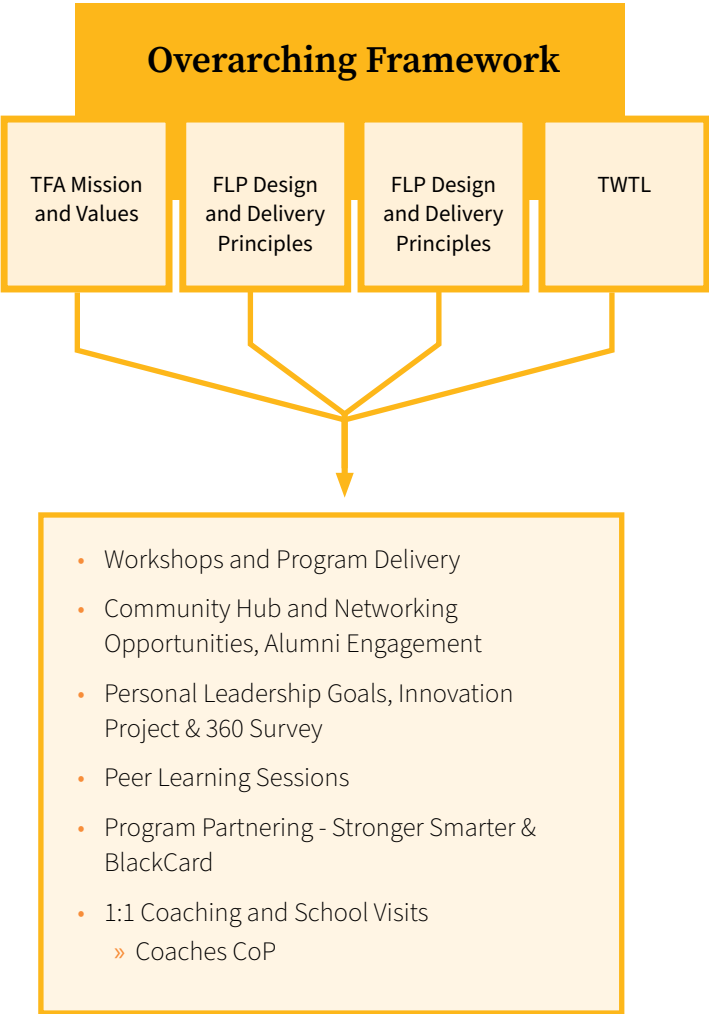 Overarching Framework
TFA Mission
and Values
FLP Design
and Delivery
Principles
FLP Design
and Delivery
Principles
TWTL
• Workshops and Program Delivery
• Community Hub and Networking
Opportunities, Alumni Engagement
• Personal Leadership Goals, Innovation
Project & 360 Survey
• Peer Learning Sessions
• Program Partnering - Stronger Smarter &
BlackCard
• 1:1 Coaching and School Visits
» Coaches CoP